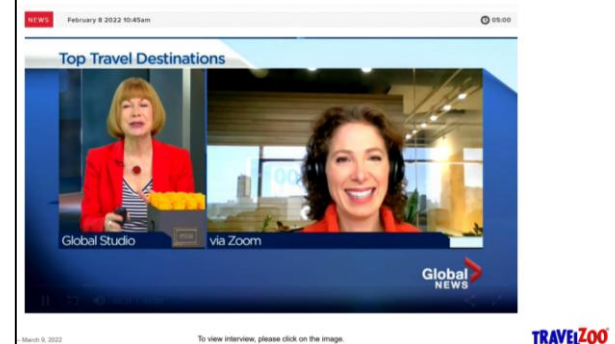 NEWS February 8 2022 10:45am 05:00
Top Travel Destinations
Global Studio
via Zoom
Global
NEWS
March 9, 2022
To view interview, please click on the image.
TRAVELZOO